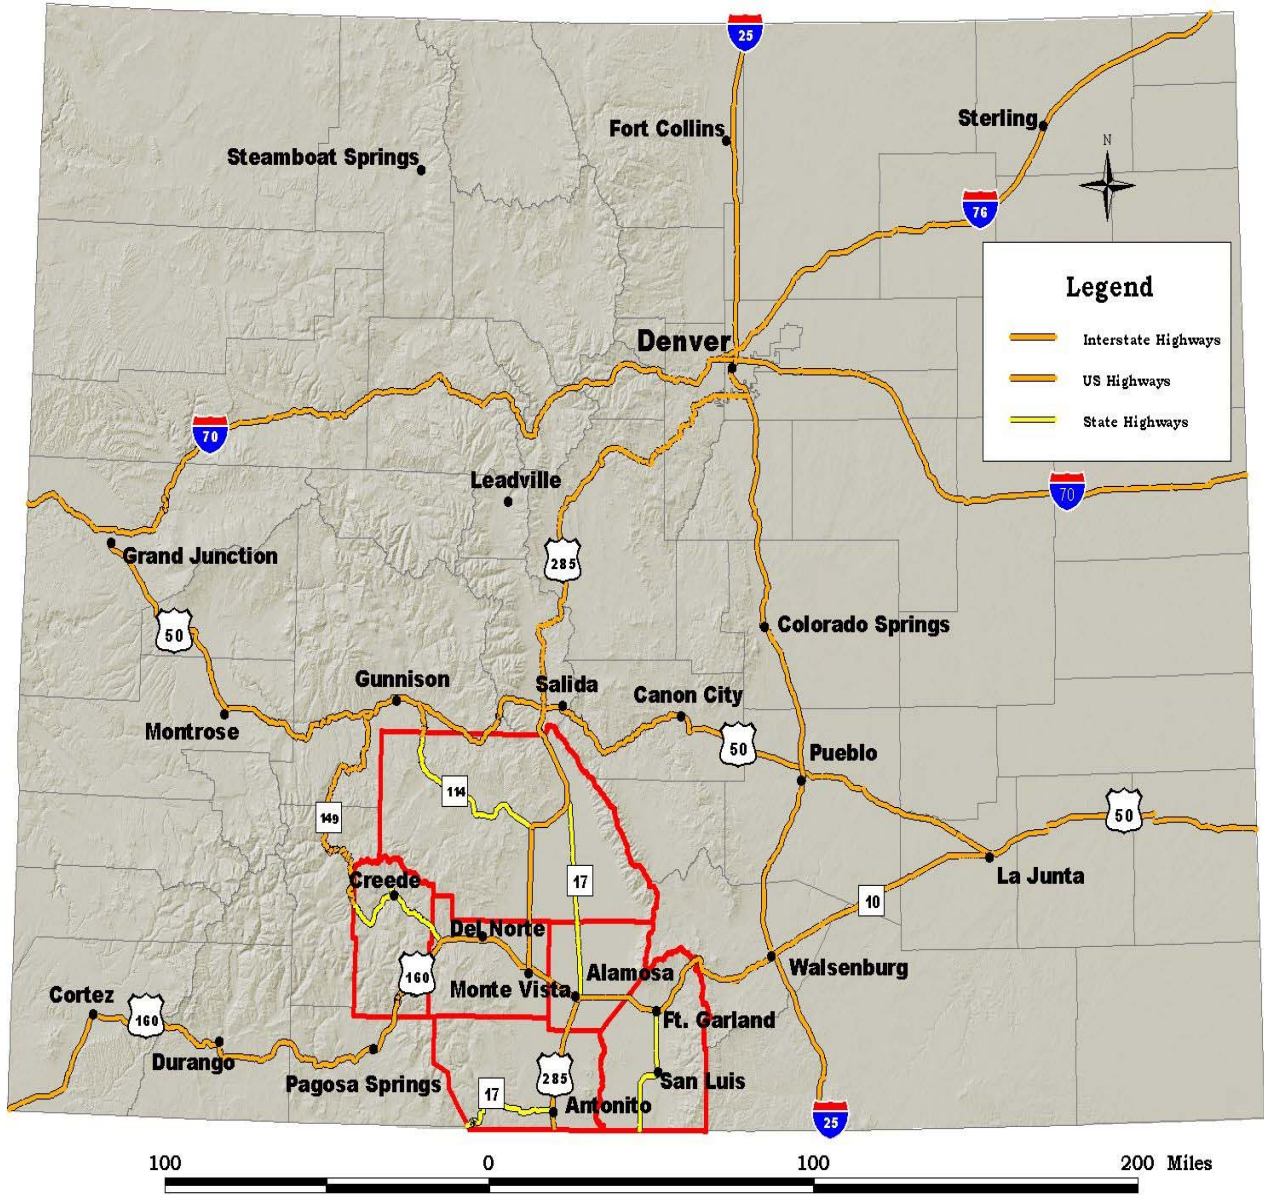 25
Fort Collins
Sterling
Steamboat Springs
N
76
Legend
Interstate Highways
US Highways
State Highways
Denver
70
Leadville
70
Grand Junction
285
50
Colorado Springs
Gunnison
Salida
Canon City
Montrose
50
Pueblo
114
149
50
Creede
17
La Junta
10
Del Norte
160
Alamosa
Walsenburg
Monte Vista
Cortez
160
Ft. Garland
Durango
Pagosa Springs
285
San Luis
17
Antonito
25
100 0 100 200 Miles